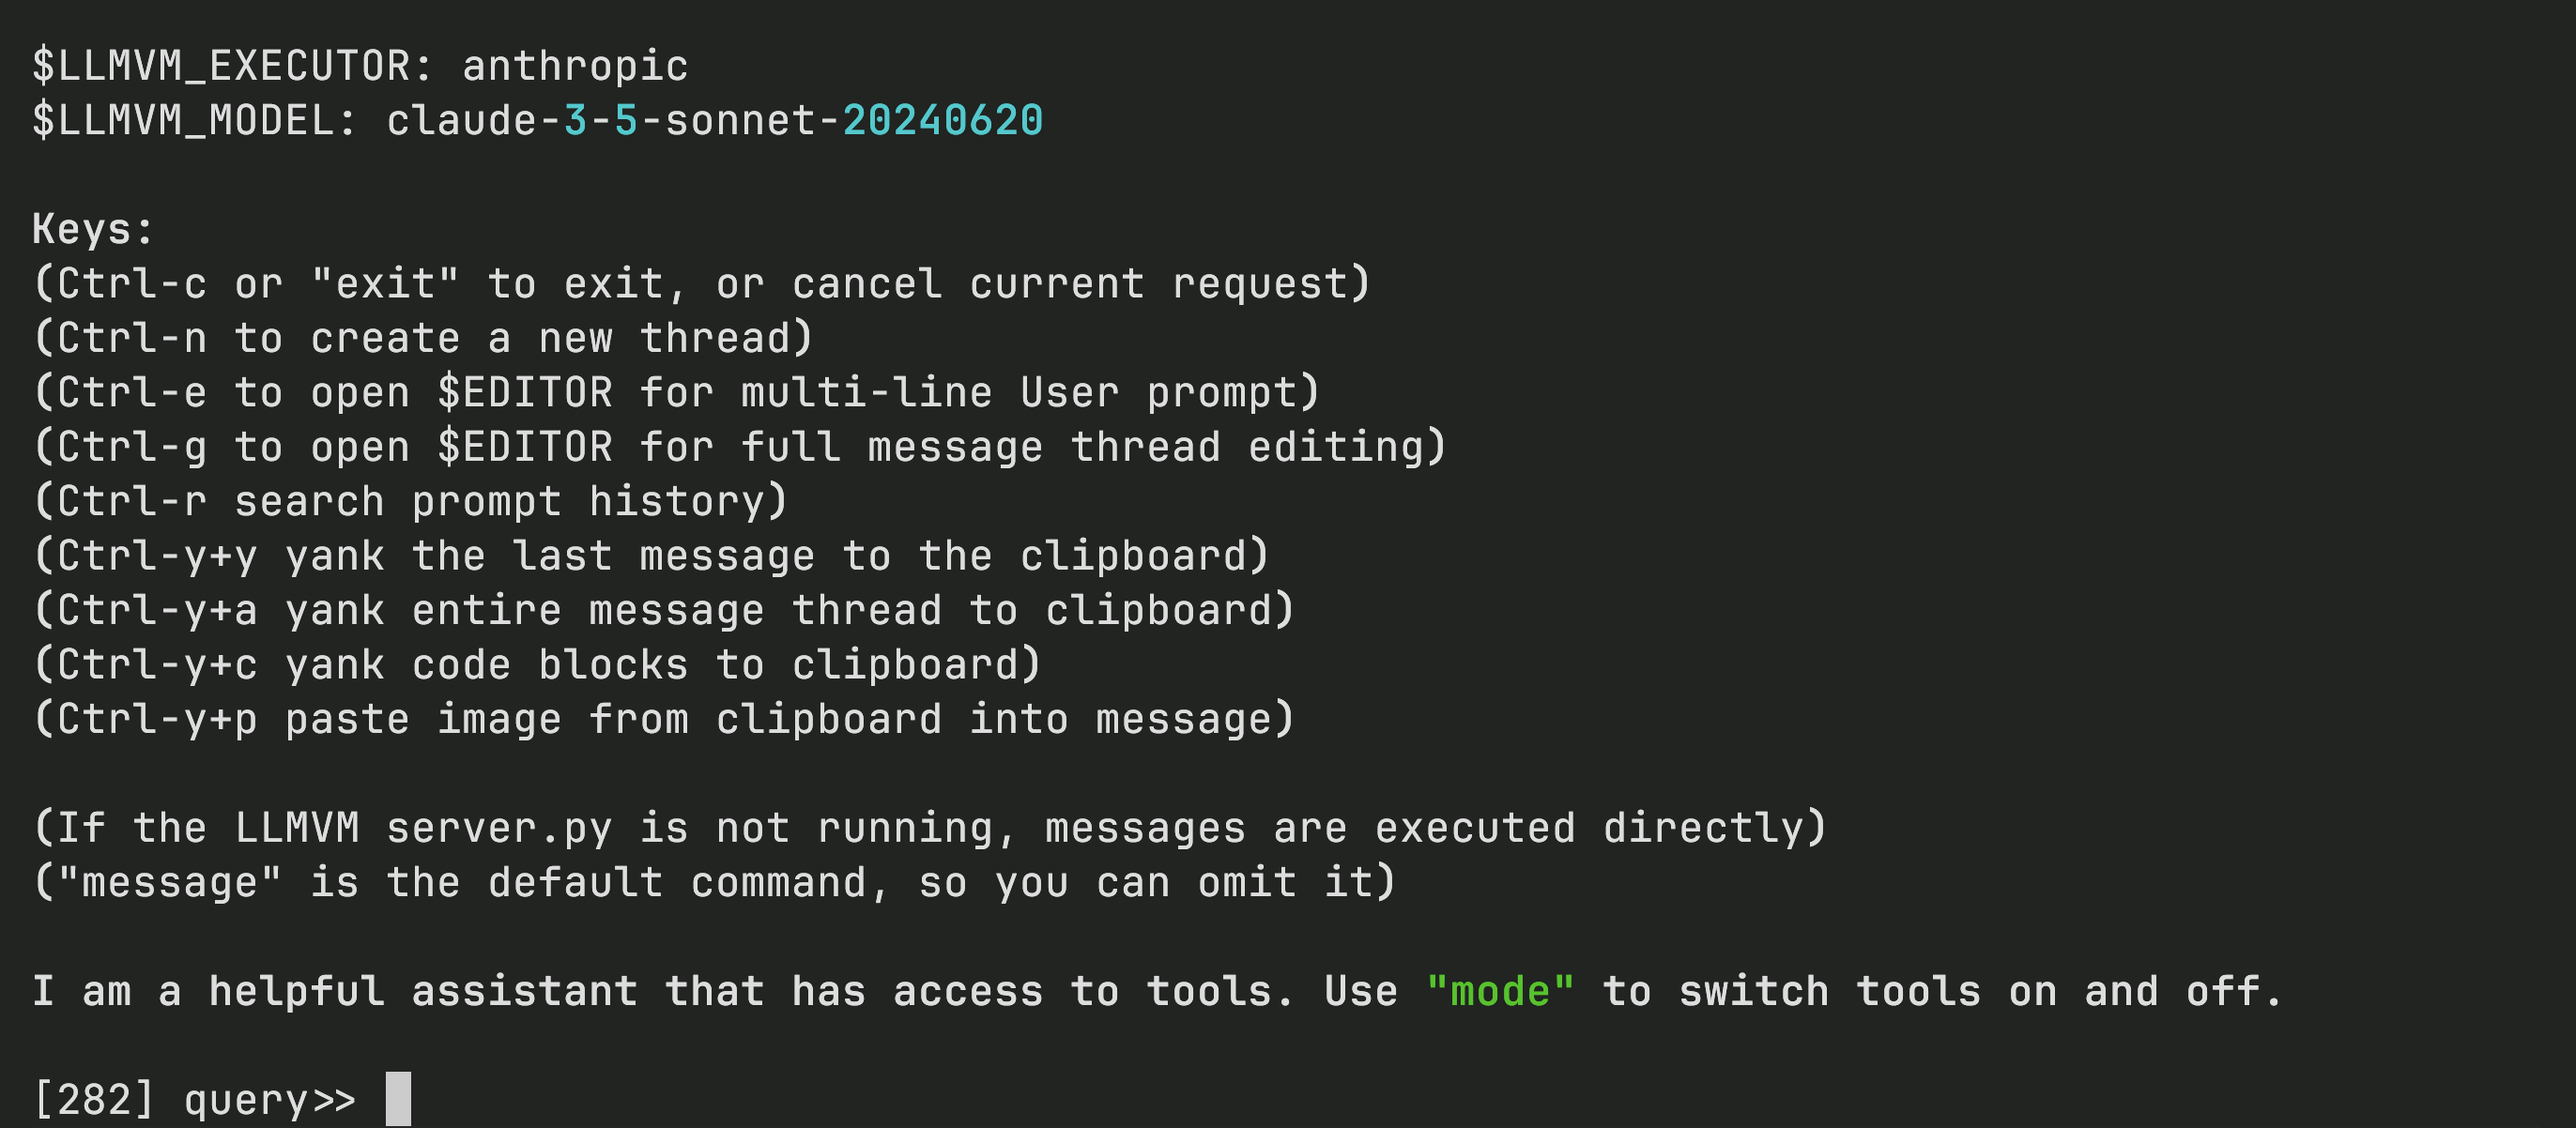 $LLMVM_EXECUTOR: anthropic
$LLMVM_MODEL: claude-3-5-sonnet-20240620
Keys:
(Ctrl-c or "exit" to exit, or cancel current request)
(Ctrl-n to create a new thread)
(Ctrl-e to open $EDITOR for multi-line User prompt)
(Ctrl-g to open $EDITOR for full message thread editing)
(Ctrl-r search prompt history)
(Ctrl-y+y yank the last message to the clipboard)
(Ctrl-y+a yank entire message thread to clipboard)
(Ctrl-y+c yank code blocks to clipboard)
(Ctrl-y+p paste image from clipboard into message)
(If the LLMVM server.py is not running, messages are executed directly)
("message" is the default command, so you can omit it)
I am a helpful assistant that has access to tools. Use "mode" to switch tools on and off.
[282] query>>